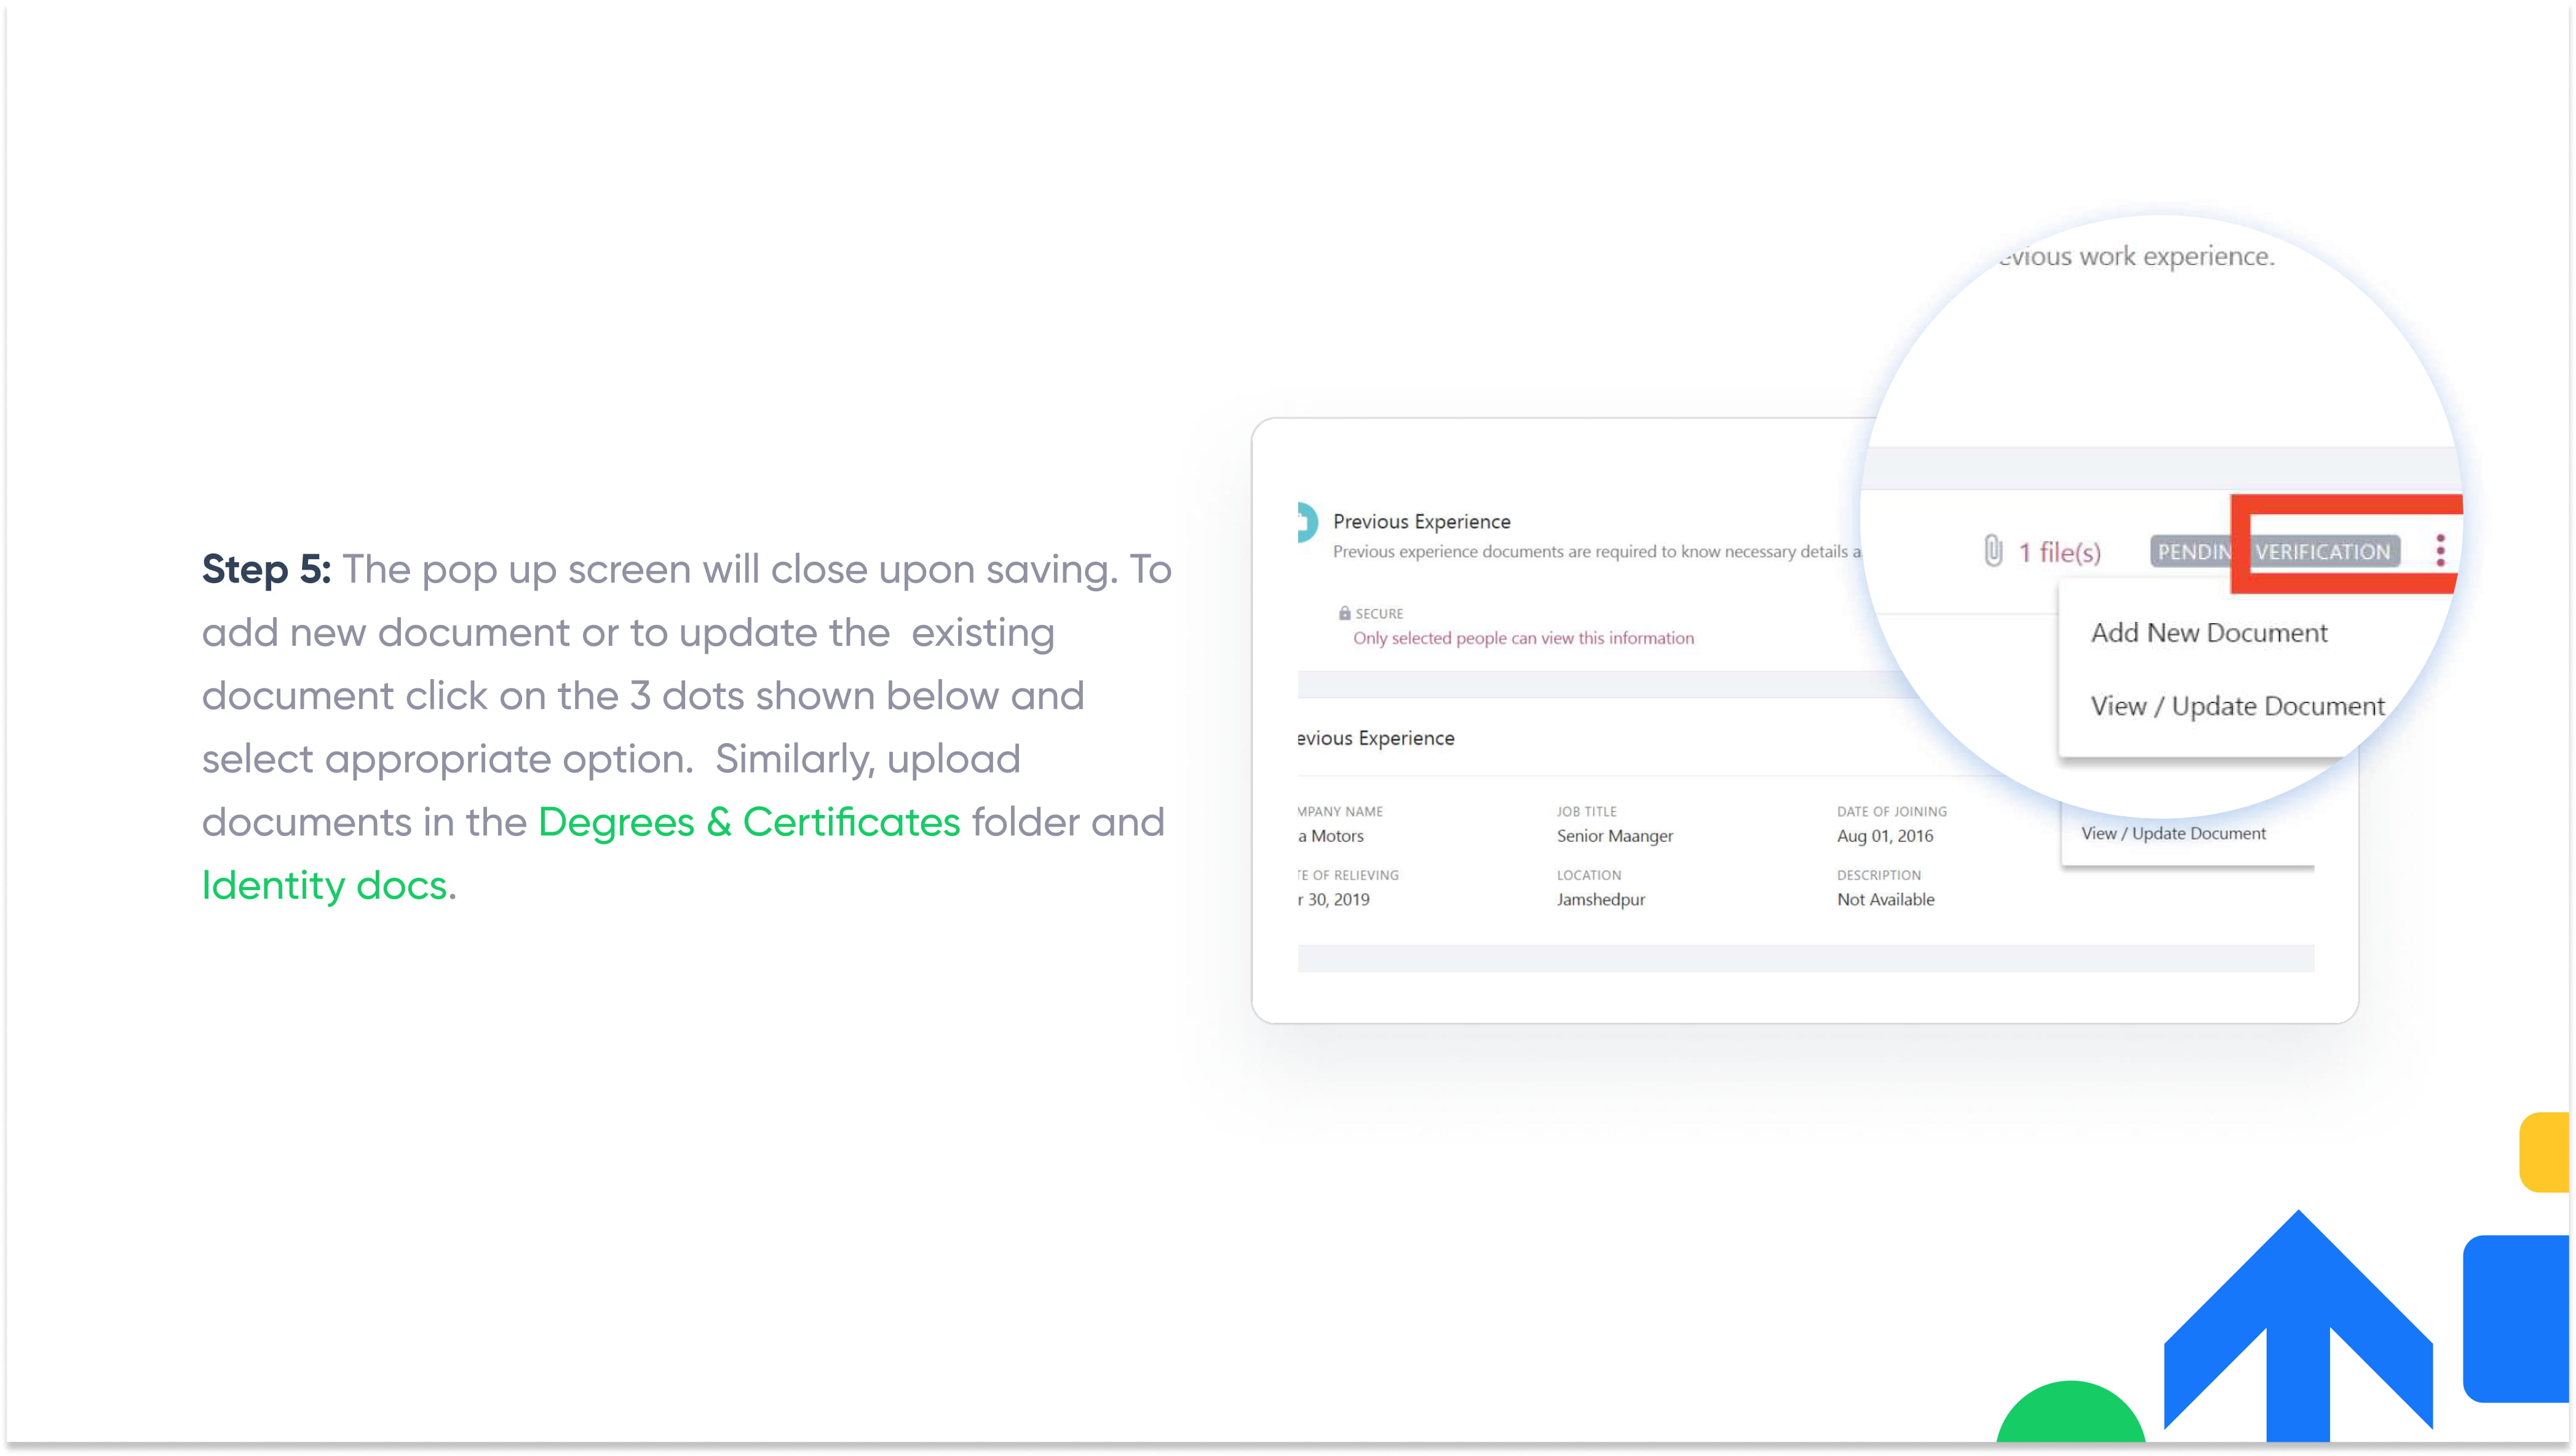 Step 5: The pop up screen will close upon saving. To
add new document or to update the  existing
document click on the 3 dots shown below and
select appropriate option.  Similarly, upload
documents in the Degrees & Certificates folder and
Identity docs.
evious work experience.
1 file(s)
PENDIN VERIFICATION
Add New Document
View / Update Document
Previous Experience
Previous experience documents are required to know necessary details a
SECURE
Only selected people can view this information
evious Experience
MPANY NAME JOB TITLE DATE OF JOINING
a Motors Senior Maanger Aug 01, 2016
View / Update Document
TE OF RELIEVING LOCATION DESCRIPTION
r 30, 2019 Jamshedpur Not Available